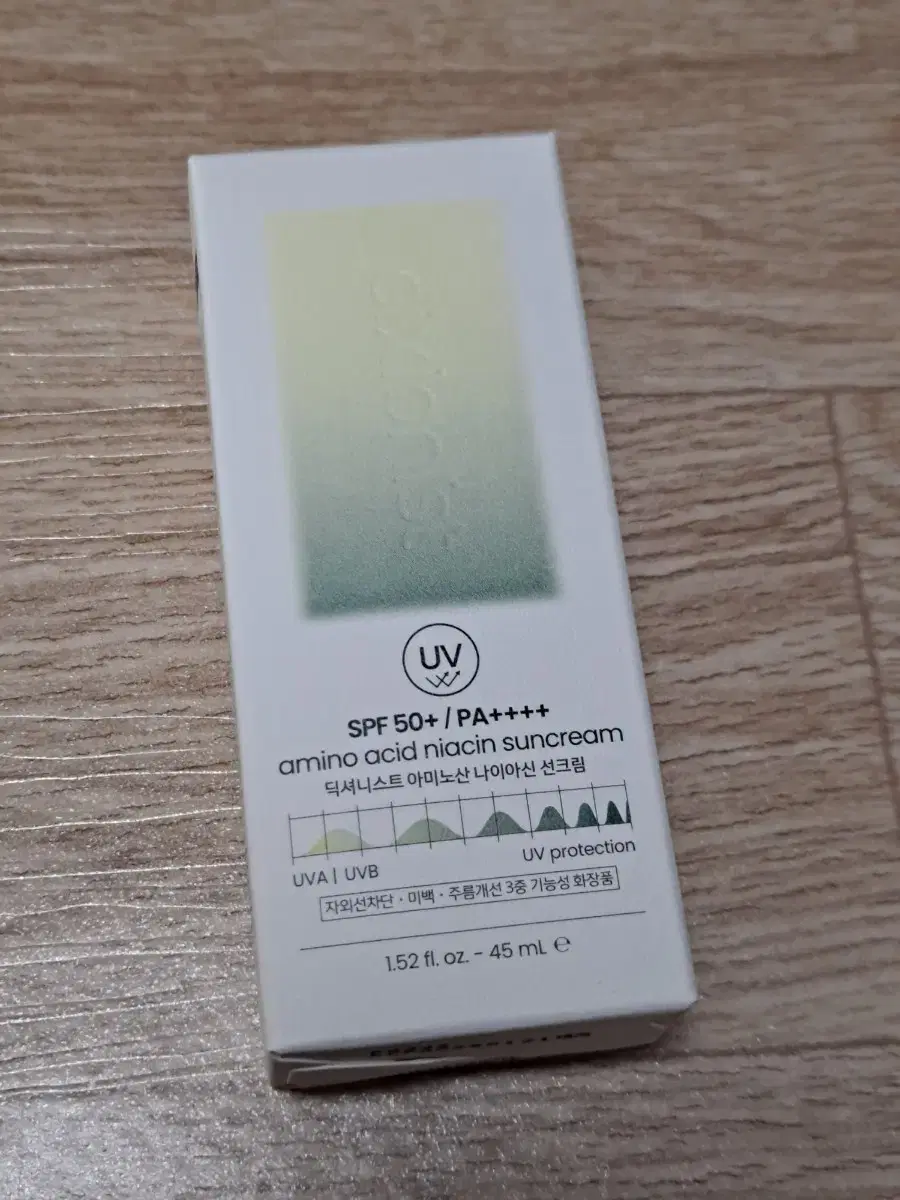 UV
SPF 50+ / PA++++
amino acid niacin suncream
딕셔니스트 아미노산 나이아신 선크림
UVA | UVB
UV protection
자외선차단 · 미백 · 주름개선 3중 기능성 화장품
1.52 fl. oz. - 45 mL ℮